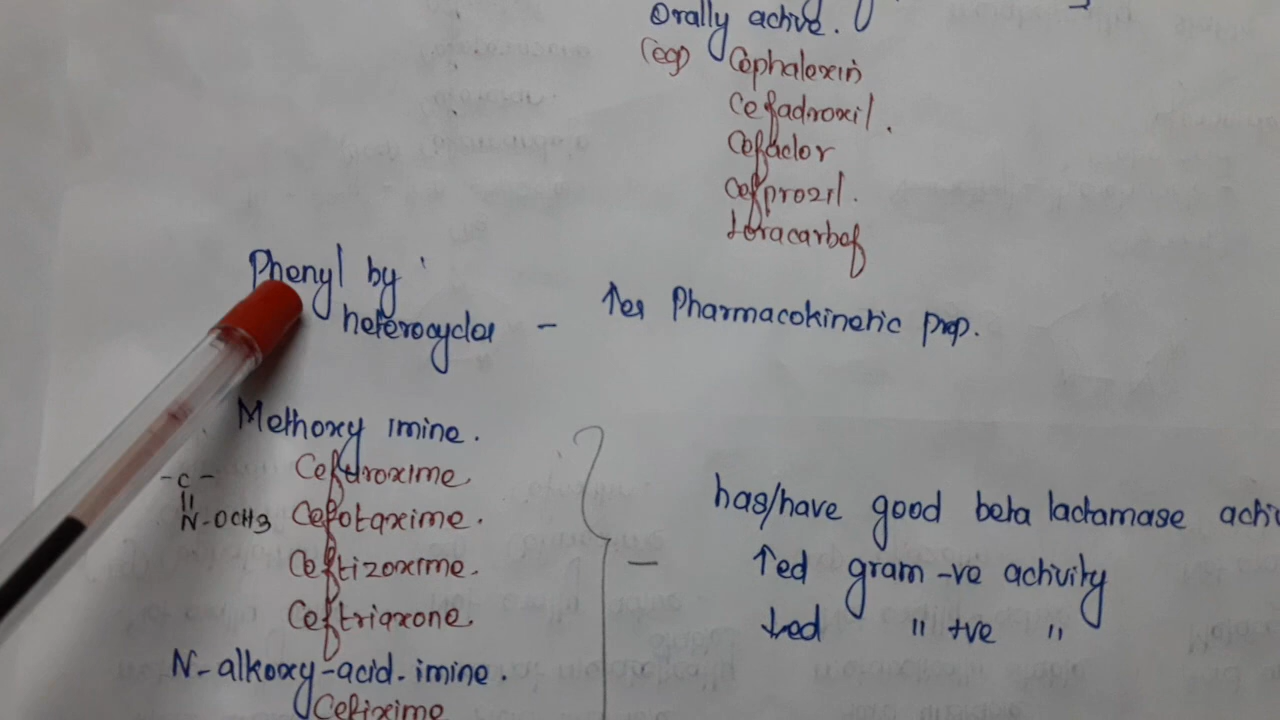 Orally active.
(eg) Cephalexin
Cefadroxil.
Cefaclor
Cefprozil.
Loracarbef
Phenyl by
heterocycles - ↑es Pharmacokinetic prop.
Methoxy imine.
- C -
Cefuroxime.
N-OCH3 Cefotaxime.
has/have good beta lactamase acti
Ceftizoxime. - ↑ed gram -ve activity
Ceftriaxone. ↓ed " +ve "
N-alkoxy-acid-imine.
Cefixime